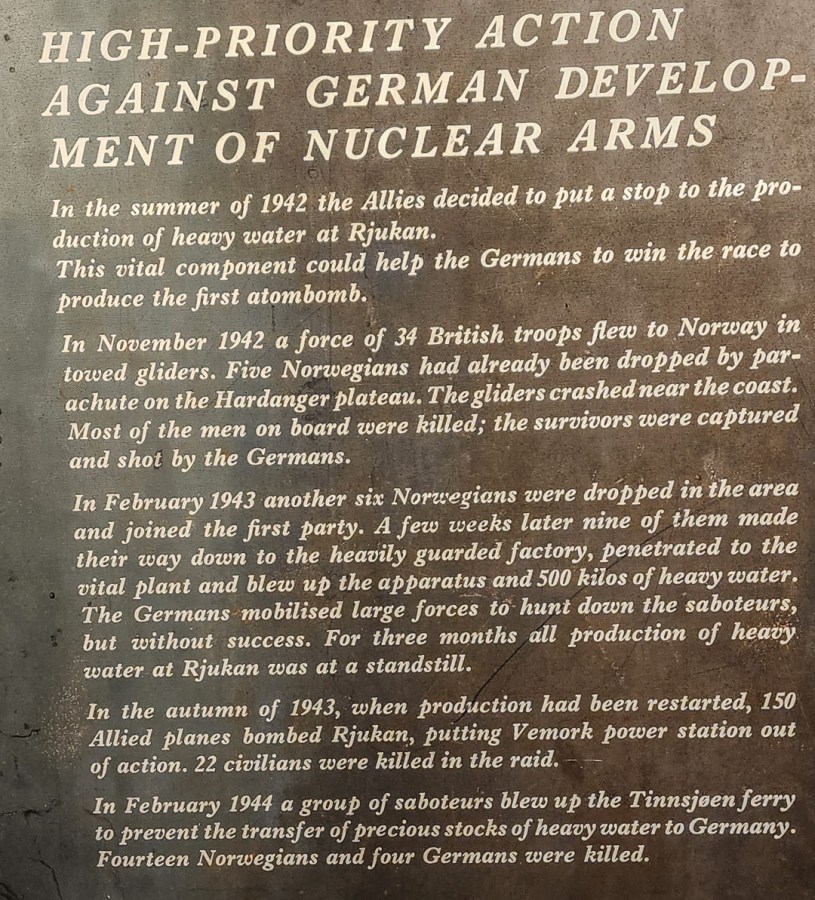 HIGH-PRIORITY ACTION
AGAINST GERMAN DEVELOP-
MENT OF NUCLEAR ARMS
In the summer of 1942 the Allies decided to put a stop to the pro-
duction of heavy water at Rjukan.
This vital component could help the Germans to win the race to
produce the first atombomb.
In November 1942 a force of 34 British troops flew to Norway in
towed gliders. Five Norwegians had already been dropped by par-
achute on the Hardanger plateau. The gliders crashed near the coast.
Most of the men on board were killed; the survivors were captured
and shot by the Germans.
In February 1943 another six Norwegians were dropped in the area
and joined the first party. A few weeks later nine of them made
their way down to the heavily guarded factory, penetrated to the
vital plant and blew up the apparatus and 500 kilos of heavy water.
The Germans mobilised large forces to hunt down the saboteurs,
but without success. For three months all production of heavy
water at Rjukan was at a standstill.
In the autumn of 1943, when production had been restarted, 150
Allied planes bombed Rjukan, putting Vemork power station out
of action. 22 civilians were killed in the raid.
In February 1944 a group of saboteurs blew up the Tinnsjøen ferry
to prevent the transfer of precious stocks of heavy water to Germany.
Fourteen Norwegians and four Germans were killed.